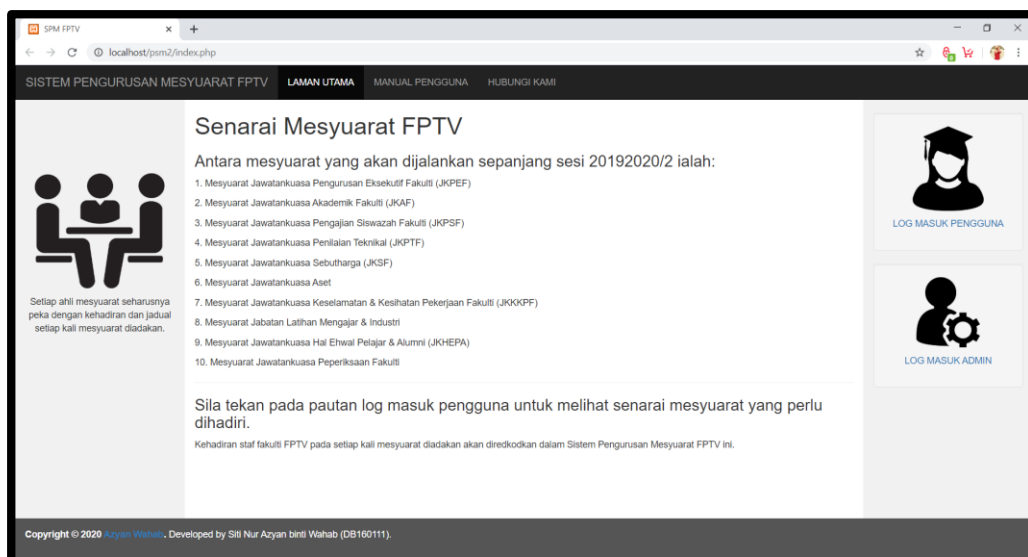 SPM FPTV
localhost/psm2/index.php
SISTEM PENGURUSAN MESYUARAT FPTV LAMAN UTAMA MANUAL PENGGUNA HUBUNGI KAMI
Setiap ahli mesyuarat seharusnya
peka dengan kehadiran dan jadual
setiap kali mesyuarat diadakan.
Senarai Mesyuarat FPTV
Antara mesyuarat yang akan dijalankan sepanjang sesi 20192020/2 ialah:
1. Mesyuarat Jawatankuasa Pengurusan Eksekutif Fakulti (JKPEF)
2. Mesyuarat Jawatankuasa Akademik Fakulti (JKAF)
3. Mesyuarat Jawatankuasa Pengajian Siswazah Fakulti (JKPSF)
4. Mesyuarat Jawatankuasa Penilaian Teknikal (JKPTF)
5. Mesyuarat Jawatankuasa Sebutharga (JKSF)
6. Mesyuarat Jawatankuasa Aset
7. Mesyuarat Jawatankuasa Keselamatan & Kesihatan Pekerjaan Fakulti (JKKKPF)
8. Mesyuarat Jabatan Latihan Mengajar & Industri
9. Mesyuarat Jawatankuasa Hal Ehwal Pelajar & Alumni (JKHEPA)
10. Mesyuarat Jawatankuasa Peperiksaan Fakulti
Sila tekan pada pautan log masuk pengguna untuk melihat senarai mesyuarat yang perlu
dihadiri.
Kehadiran staf fakulti FPTV pada setiap kali mesyuarat diadakan akan diredkodkan dalam Sistem Pengurusan Mesyuarat FPTV ini.
LOG MASUK PENGGUNA
LOG MASUK ADMIN
Copyright © 2020 Azyan Wahab. Developed by Siti Nur Azyan binti Wahab (DB160111).